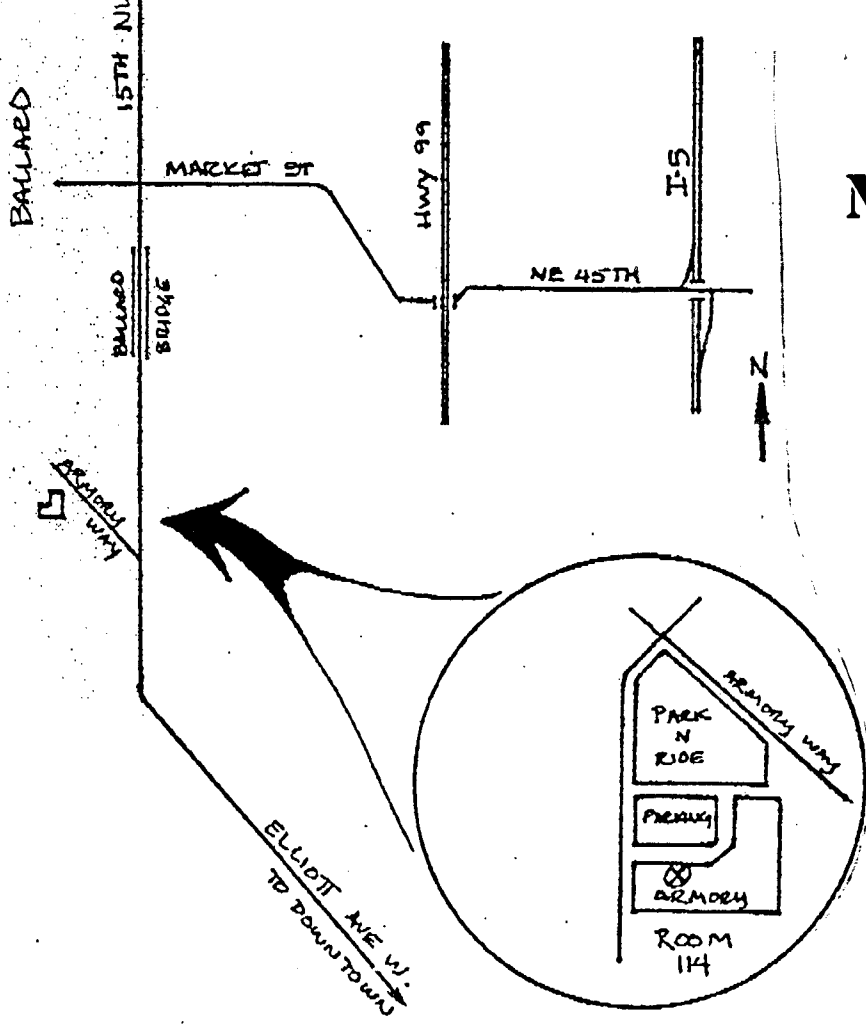 15TH NW
BALLARD
MARKET ST
HWY 99
I-5
NE 45TH
BALLARD
BRIDGE
N
ARMORY
WAY
ARMORY WAY
PARK
N
RIDE
PARKING
ARMORY
ROOM
114
ELLIOTT AVE W.
TO DOWNTOWN